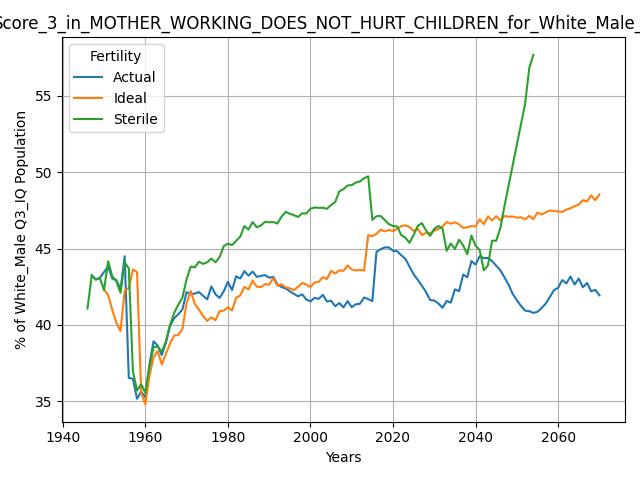 Score_3_in_MOTHER_WORKING_DOES_NOT_HURT_CHILDREN_for_White_Male_
Fertility
Actual
Ideal
Sterile
% of White_Male Q3_IQ Population
55
50
45
40
35
1940
1960
1980
2000
2020
2040
2060
Years